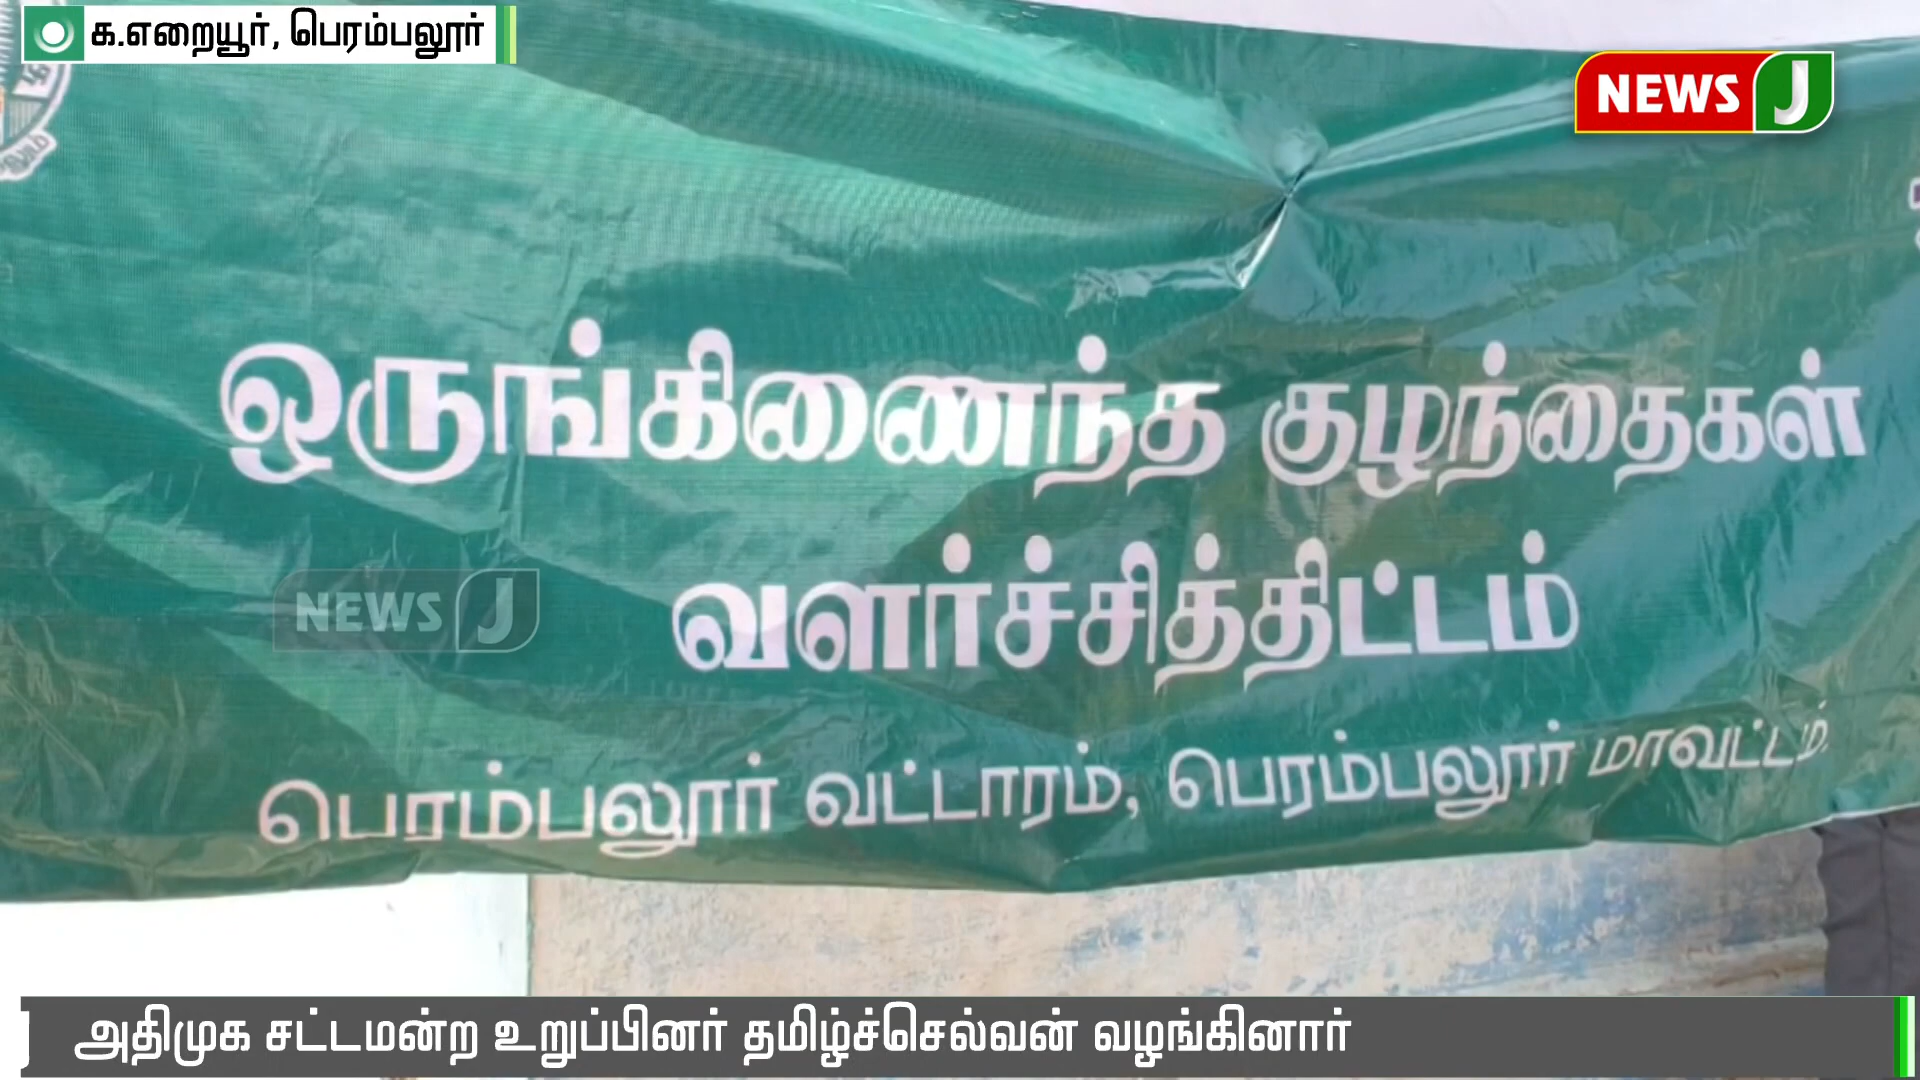 க.எறையூர், பெரம்பலூர்
NEWS J
ஒருங்கிணைந்த குழந்தைகள்
வளர்ச்சித்திட்டம்
NEWS J
பெரம்பலூர் வட்டாரம், பெரம்பலூர் மாவட்டம்.
அதிமுக சட்டமன்ற உறுப்பினர் தமிழ்ச்செல்வன் வழங்கினார்